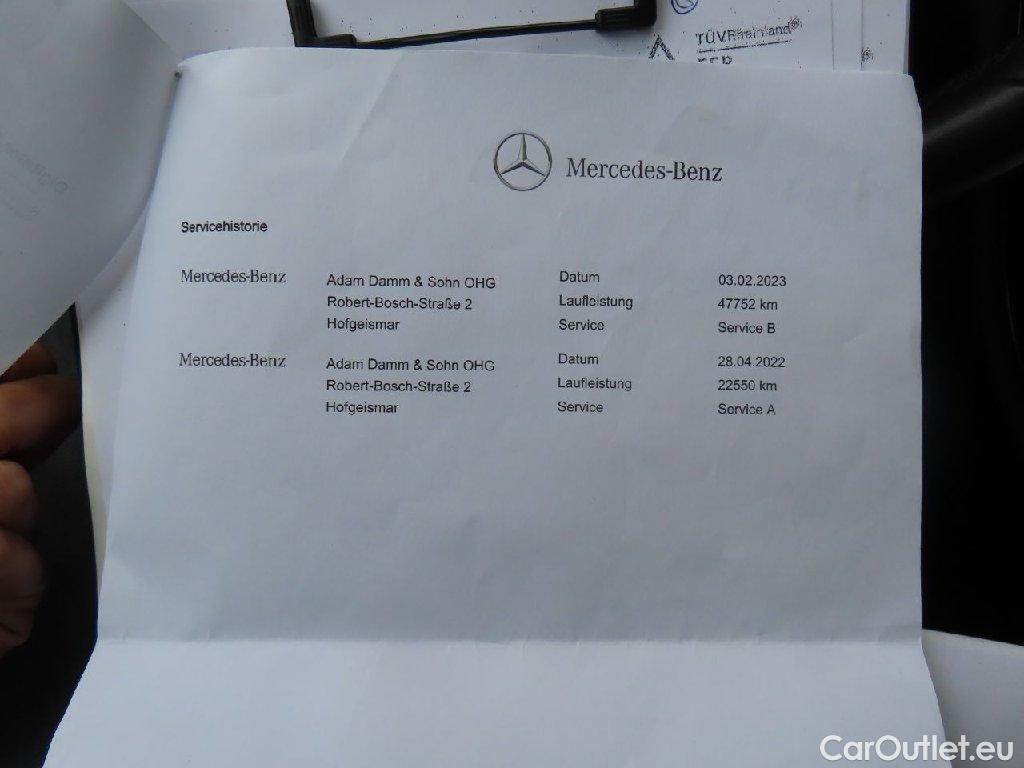 TÜVRheinland
Mercedes-Benz
Servicehistorie
Mercedes-Benz Adam Damm & Sohn OHG Datum 03.02.2023
Robert-Bosch-Straße 2 Laufleistung 47752 km
Hofgeismar Service Service B
Mercedes-Benz Adam Damm & Sohn OHG Datum 28.04.2022
Robert-Bosch-Straße 2 Laufleistung 22550 km
Hofgeismar Service Service A
CarOutlet.eu